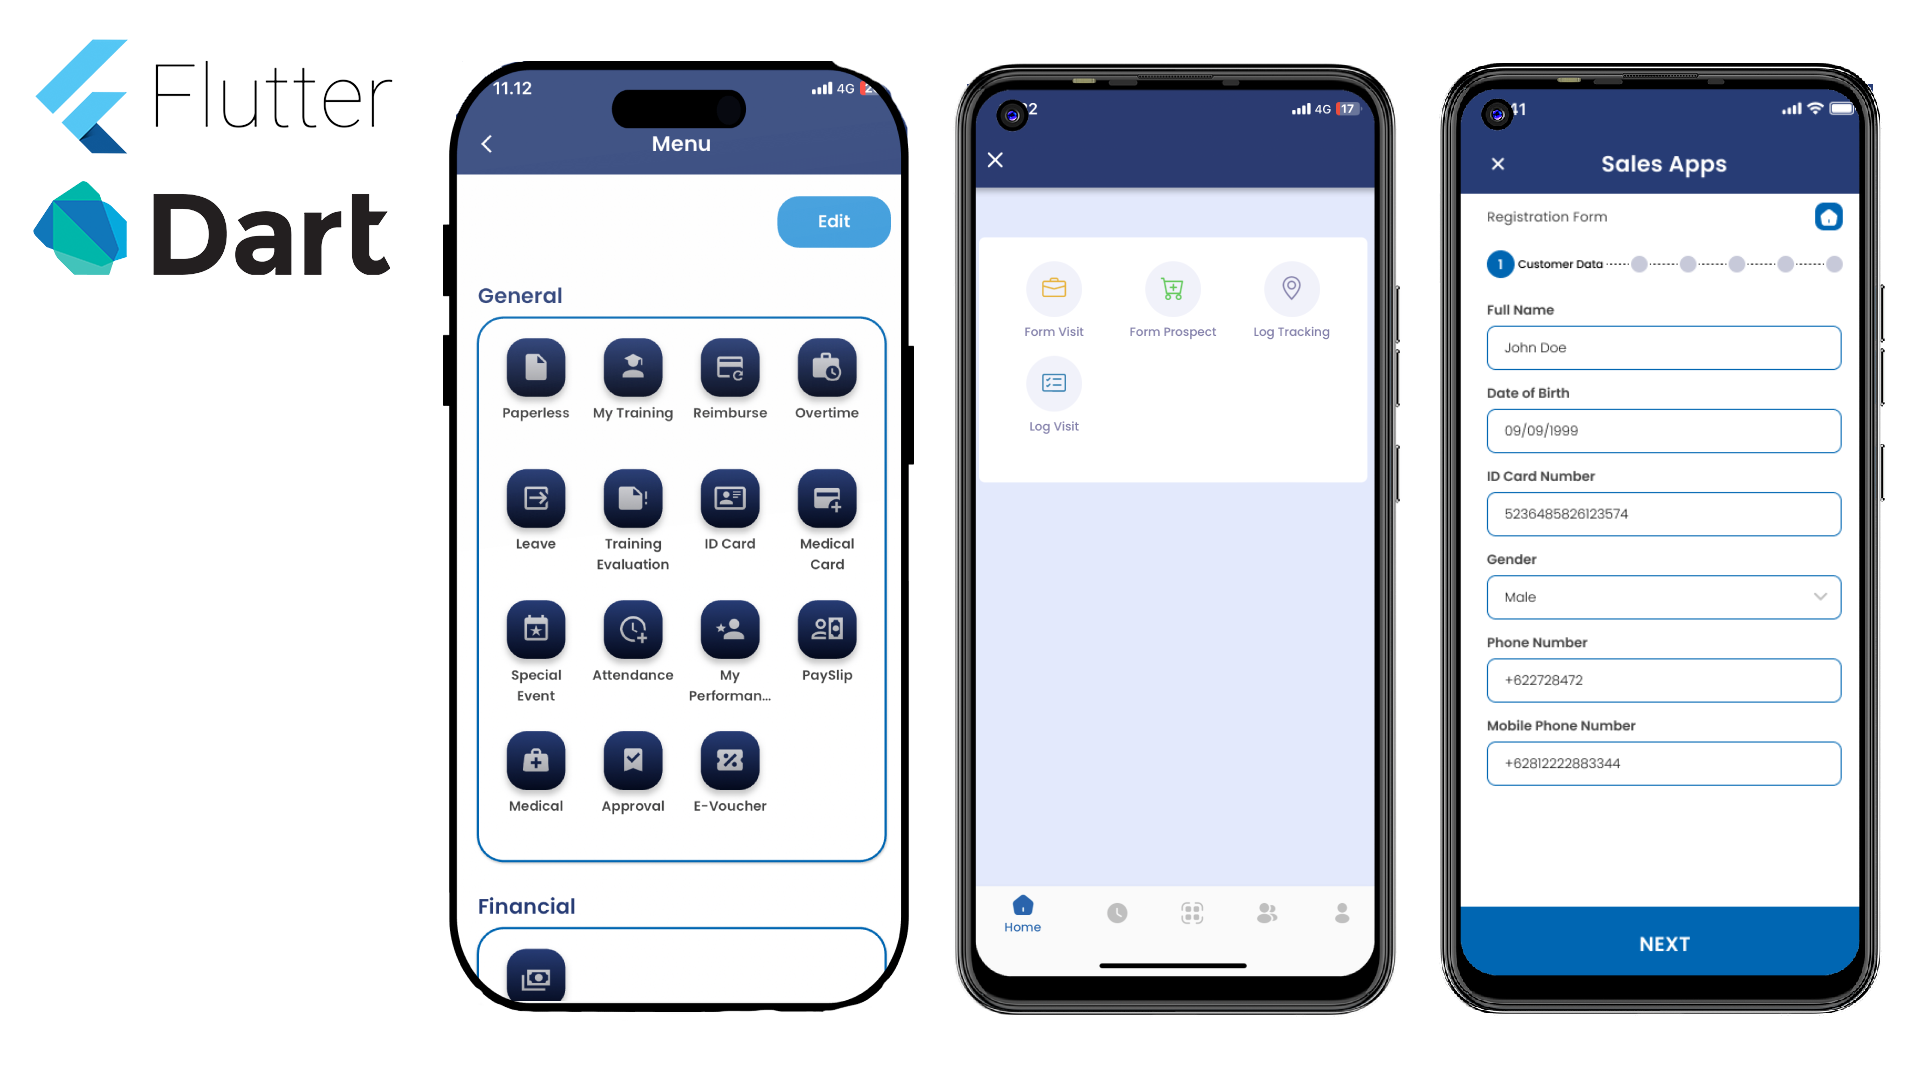 Flutter
Dart
11.12
4G
Menu
Edit
General
Paperless
My Training
Reimburse
Overtime
Leave
Training
Evaluation
ID Card
Medical
Card
Special
Event
Attendance
My
Performan...
PaySlip
Medical
Approval
E-Voucher
Financial
2
4G
17
Form Visit
Form Prospect
Log Tracking
Log Visit
Home
41
Sales Apps
Registration Form
1
Customer Data
Full Name
John Doe
Date of Birth
09/09/1999
ID Card Number
5236485826123574
Gender
Male
Phone Number
+622728472
Mobile Phone Number
+62812222883344
NEXT